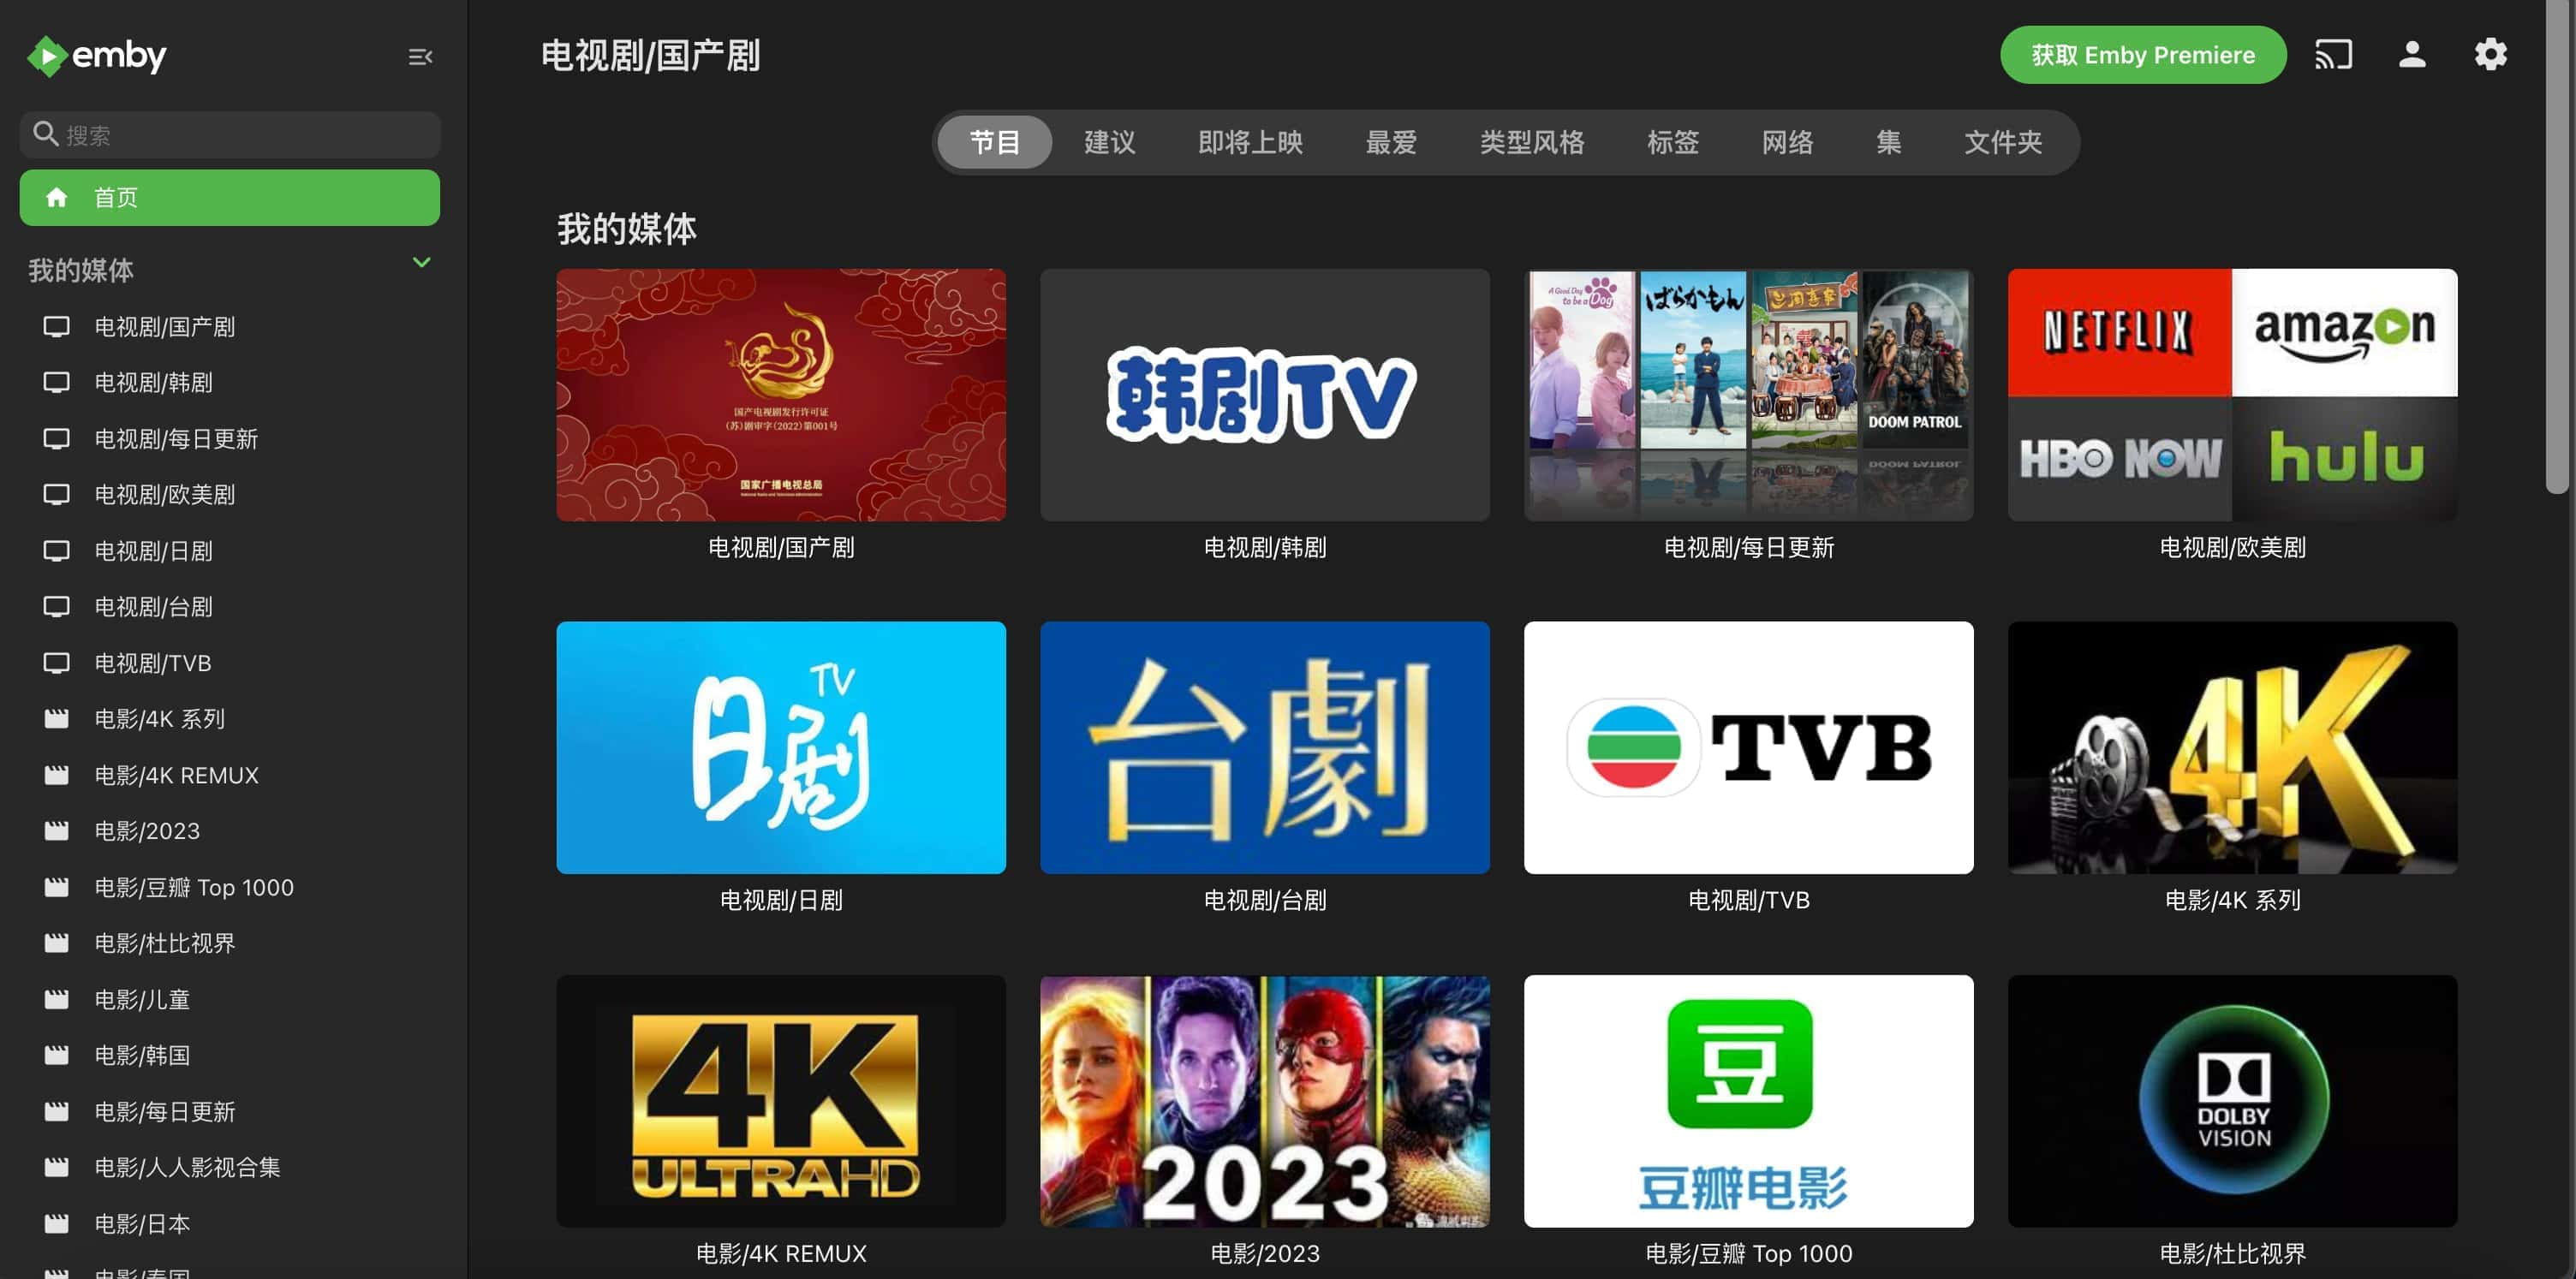 emby
搜索
首页
我的媒体
电视剧/国产剧
电视剧/韩剧
电视剧/每日更新
电视剧/欧美剧
电视剧/日剧
电视剧/台剧
电视剧/TVB
电影/4K 系列
电影/4K REMUX
电影/2023
电影/豆瓣 Top 1000
电影/杜比视界
电影/儿童
电影/韩国
电影/每日更新
电影/人人影视合集
电影/日本
电影/泰国
电视剧/国产剧
获取 Emby Premiere
节目 建议 即将上映 最爱 类型风格 标签 网络 集 文件夹
我的媒体
国产电视剧发行许可证
(苏)剧审字(2022)第001号
国家广播电视总局
National Radio and Television Administration
电视剧/国产剧
韩剧TV
电视剧/韩剧
A Good Day
to be a Dog
ばらかもん
DOOM PATROL
电视剧/每日更新
NETFLIX
amazon
HBO NOW
hulu
电视剧/欧美剧
日剧 TV
电视剧/日剧
台劇
电视剧/台剧
TVB
电视剧/TVB
4K
电影/4K 系列
4K
ULTRAHD
电影/4K REMUX
2023
电影/2023
豆
豆瓣电影
电影/豆瓣 Top 1000
DOLBY
VISION
电影/杜比视界